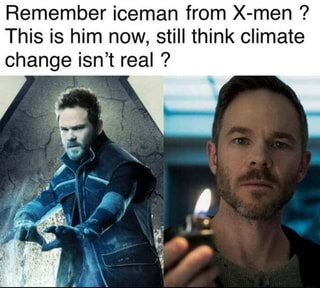 Remember iceman from X-men ?
This is him now, still think climate
change isn't real ?